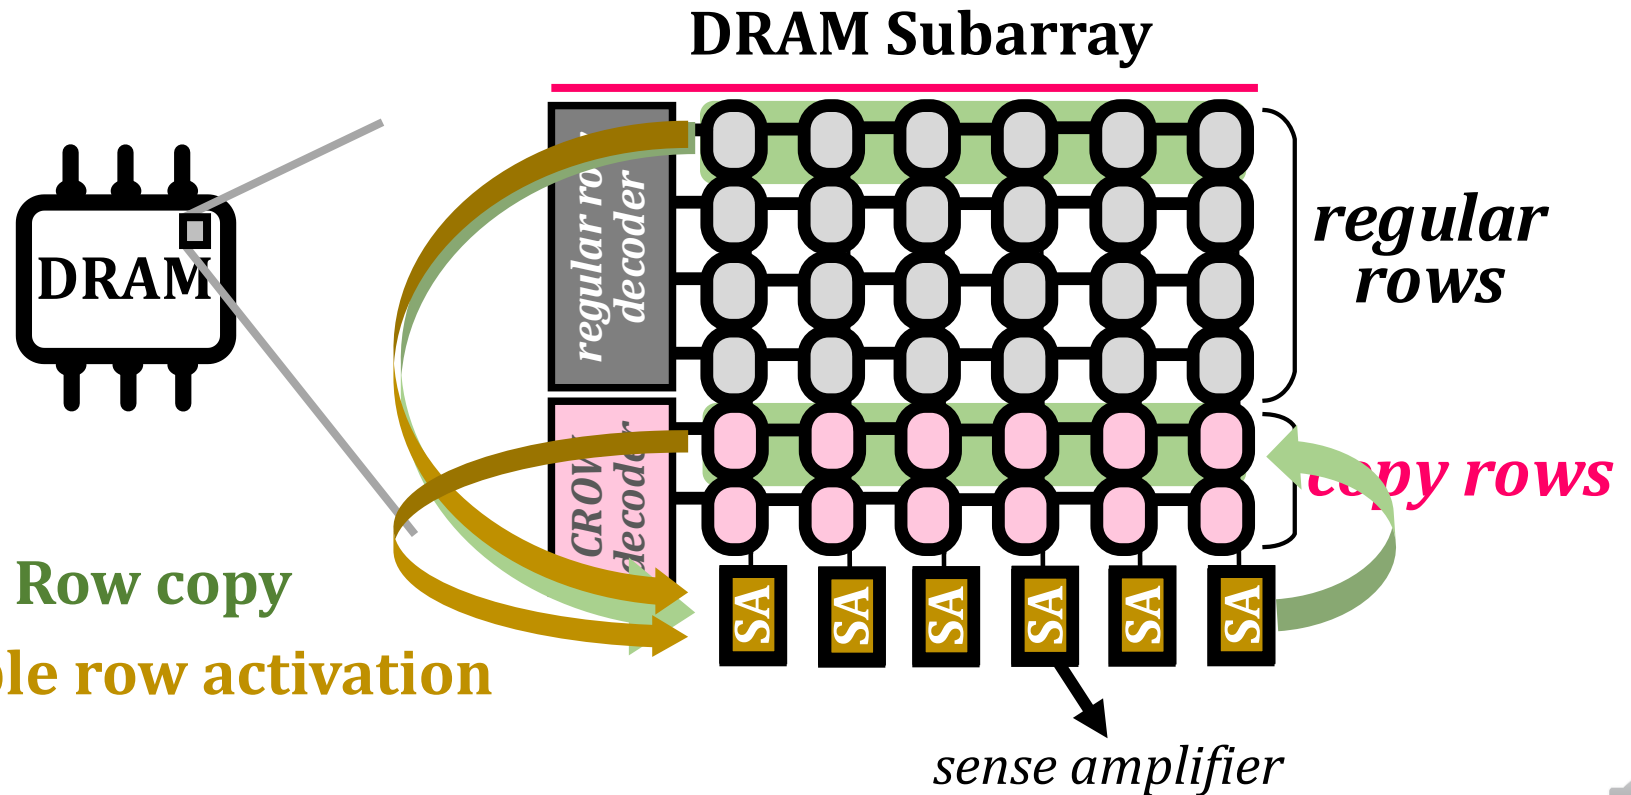 DRAM Subarray
DRAM
regular row
decoder
regular
rows
CROW
decoder
copy rows
Row copy
ple row activation
SA SA SA SA SA SA
sense amplifier